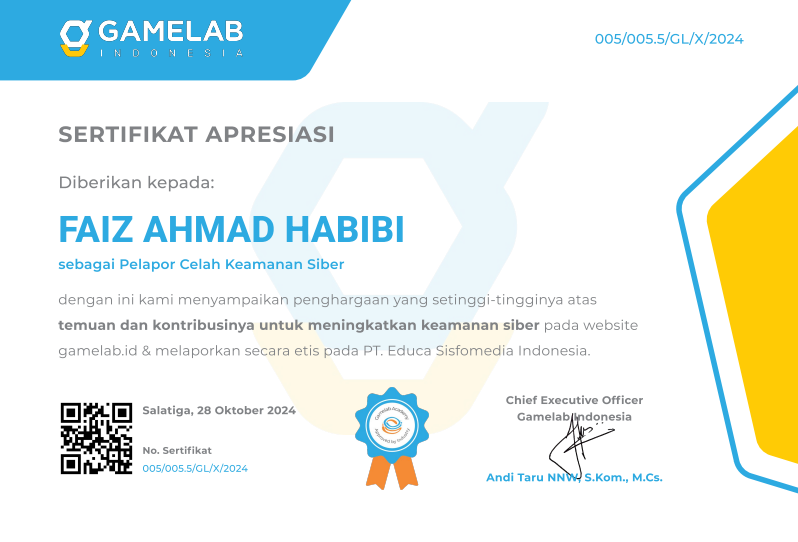 GAMELAB
INDONESIA
005/005.5/GL/X/2024
SERTIFIKAT APRESIASI
Diberikan kepada:
FAIZ AHMAD HABIBI
sebagai Pelapor Celah Keamanan Siber
dengan ini kami menyampaikan penghargaan yang setinggi-tingginya atas
temuan dan kontribusinya untuk meningkatkan keamanan siber pada website
gamelab.id & melaporkan secara etis pada PT. Educa Sisfomedia Indonesia.
Salatiga, 28 Oktober 2024
No. Sertifikat
005/005.5/GL/X/2024
Gamelab Academy
Chief Executive Officer
Gamelab Indonesia
Andi Taru NNW, S.Kom., M.Cs.